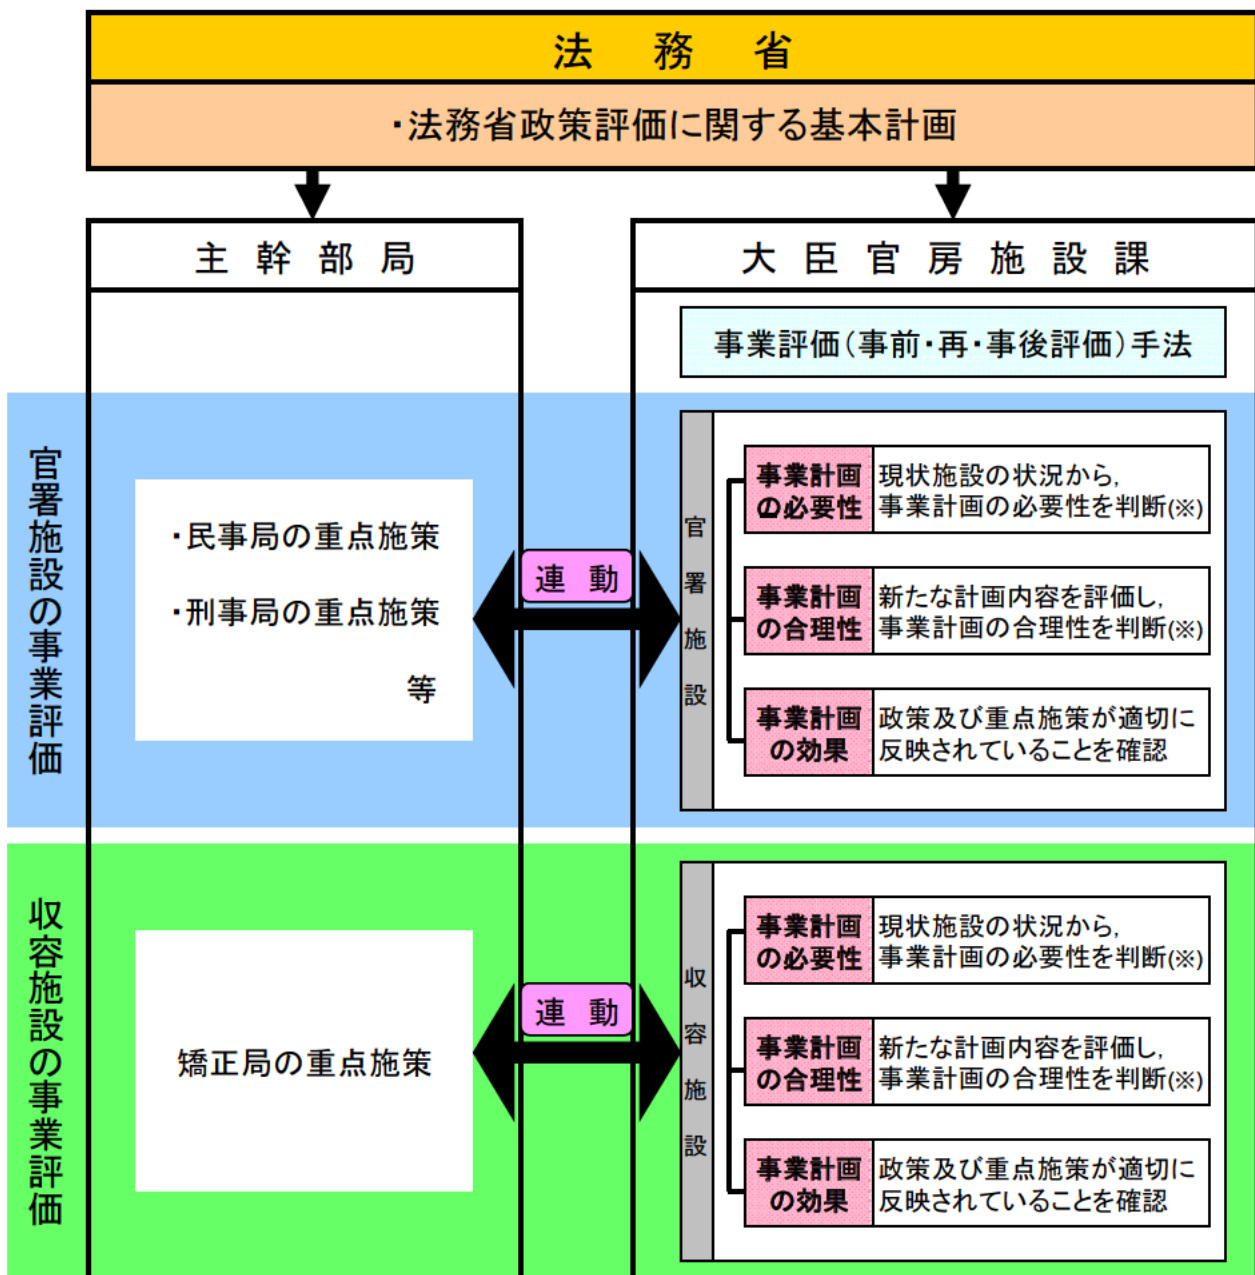 法務省
・法務省政策評価に関する基本計画
主幹部局
大臣官房施設課
事業評価(事前・再・事後評価)手法
官署施設の事業評価
・民事局の重点施策
・刑事局の重点施策
等
連動
官署施設
事業計画
の必要性
現状施設の状況から,
事業計画の必要性を判断(※)
事業計画
の合理性
新たな計画内容を評価し,
事業計画の合理性を判断(※)
事業計画
の効果
政策及び重点施策が適切に
反映されていることを確認
収容施設の事業評価
矯正局の重点施策
連動
収容施設
事業計画
の必要性
現状施設の状況から,
事業計画の必要性を判断(※)
事業計画
の合理性
新たな計画内容を評価し,
事業計画の合理性を判断(※)
事業計画
の効果
政策及び重点施策が適切に
反映されていることを確認